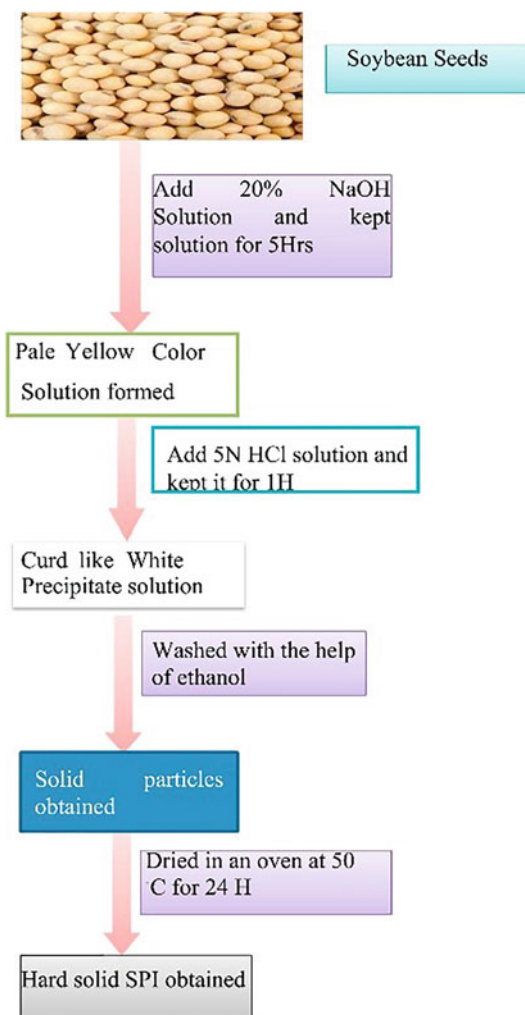 Soybean Seeds
Add 20% NaOH
Solution and kept
solution for 5Hrs
Pale Yellow Color
Solution formed
Add 5N HCl solution and
kept it for 1H
Curd like White
Precipitate solution
Washed with the help
of ethanol
Solid particles
obtained
Dried in an oven at 50
°C for 24 H
Hard solid SPI obtained